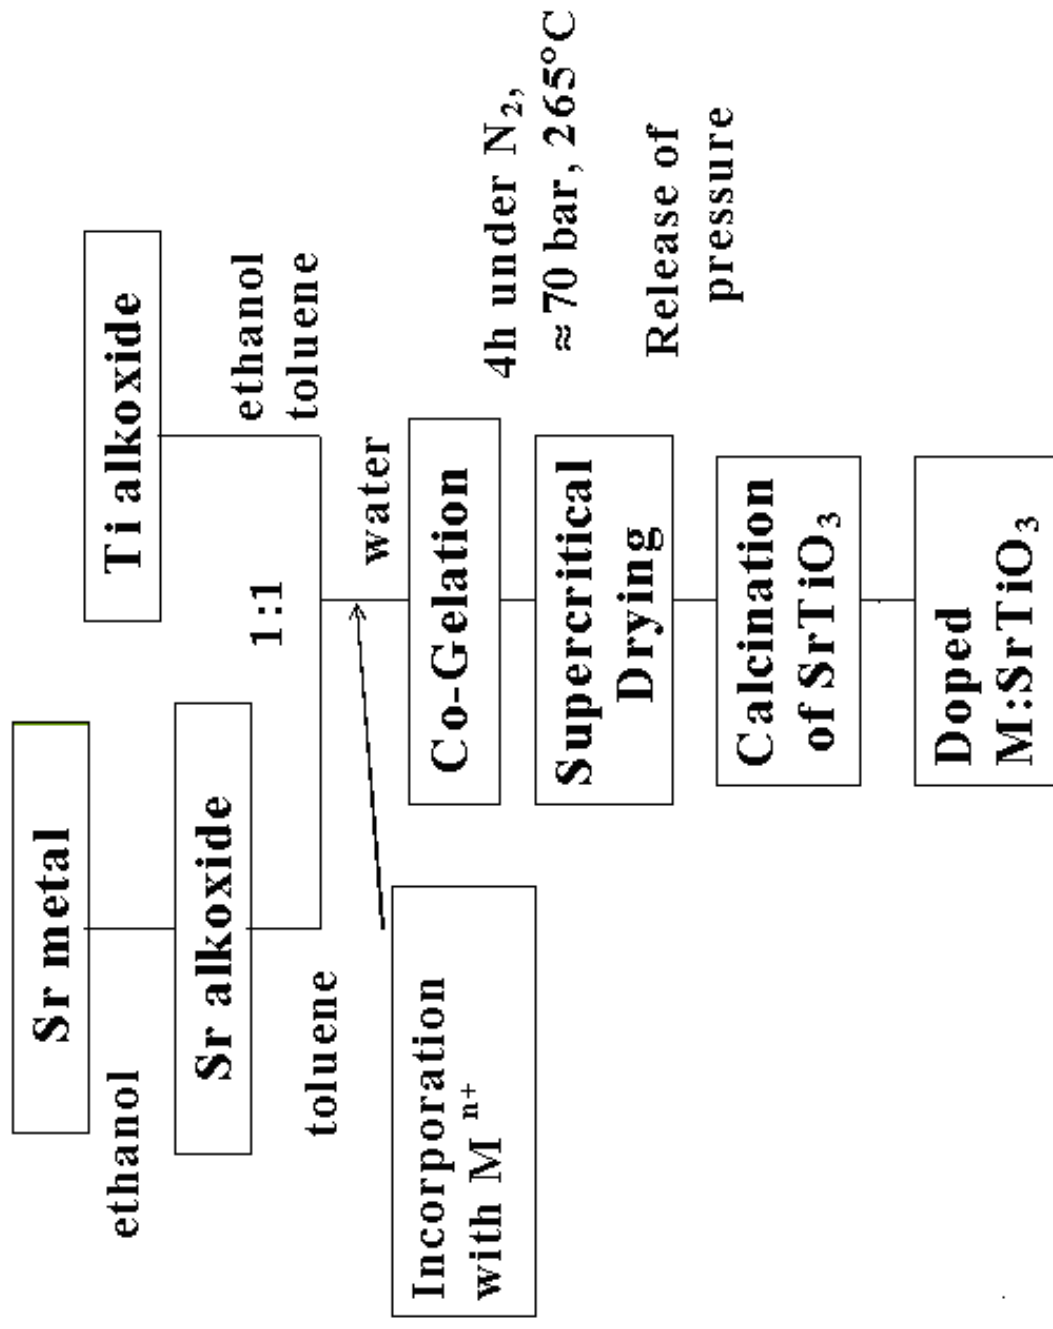 Sr metal
ethanol
Sr alkoxide
Ti alkoxide
toluene
1:1
ethanol
toluene
water
Incorporation
with M n+
Co-Gelation
4h under N2,
≈70 bar, 265°C
Supercritical
Drying
Release of
pressure
Calcination
of SrTiO3
Doped
M:SrTiO3